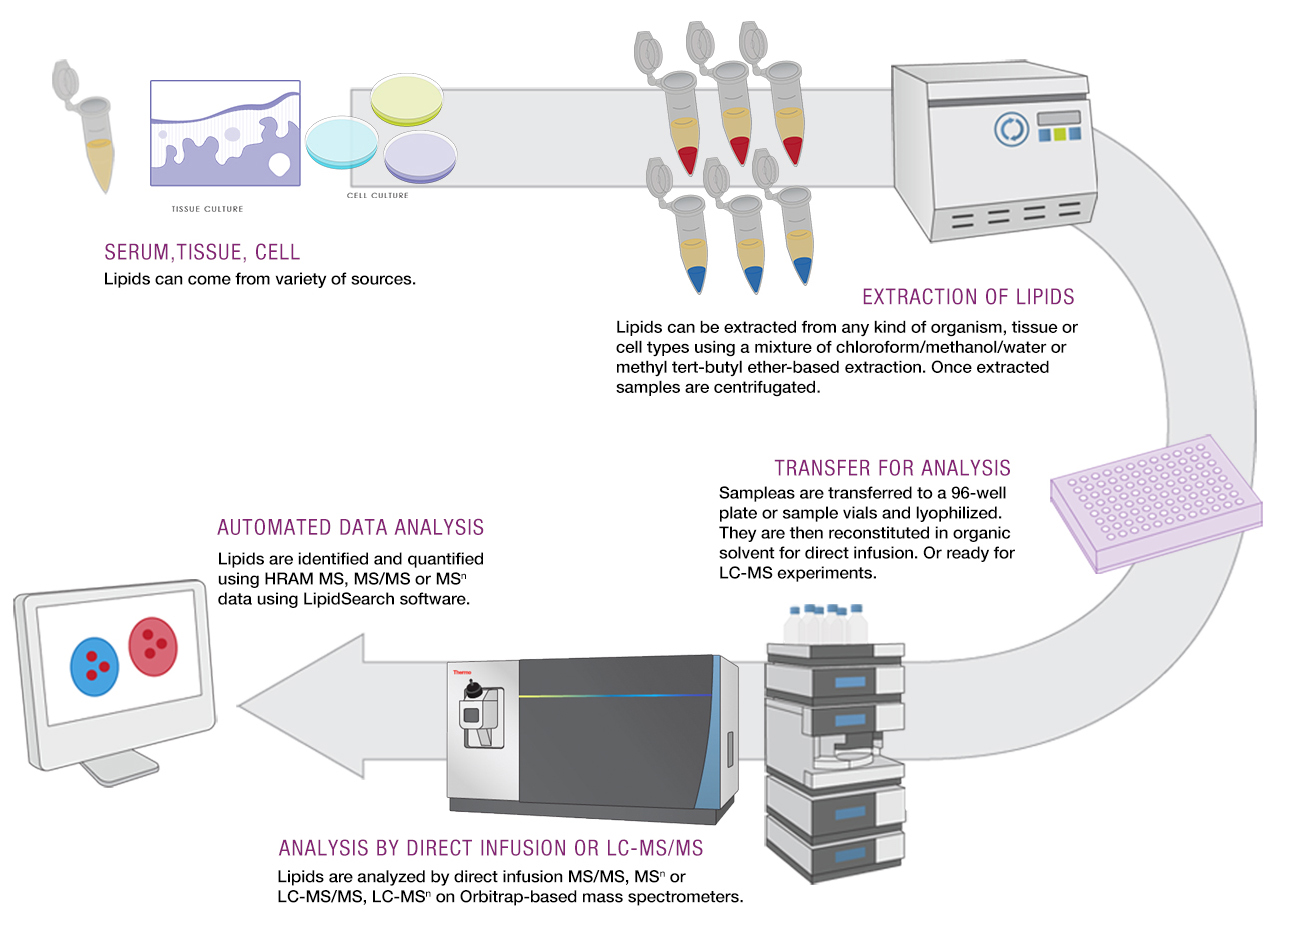 TISSUE CULTURE
CELL CULTURE
SERUM,TISSUE, CELL
Lipids can come from variety of sources.
EXTRACTION OF LIPIDS
Lipids can be extracted from any kind of organism, tissue or
cell types using a mixture of chloroform/methanol/water or
methyl tert-butyl ether-based extraction. Once extracted
samples are centrifugated.
TRANSFER FOR ANALYSIS
Sampleas are transferred to a 96-well
plate or sample vials and lyophilized.
They are then reconstituted in organic
solvent for direct infusion. Or ready for
LC-MS experiments.
AUTOMATED DATA ANALYSIS
Lipids are identified and quantified
using HRAM MS, MS/MS or MSⁿ
data using LipidSearch software.
Thermo
ANALYSIS BY DIRECT INFUSION OR LC-MS/MS
Lipids are analyzed by direct infusion MS/MS, MSⁿ or
LC-MS/MS, LC-MSⁿ on Orbitrap-based mass spectrometers.